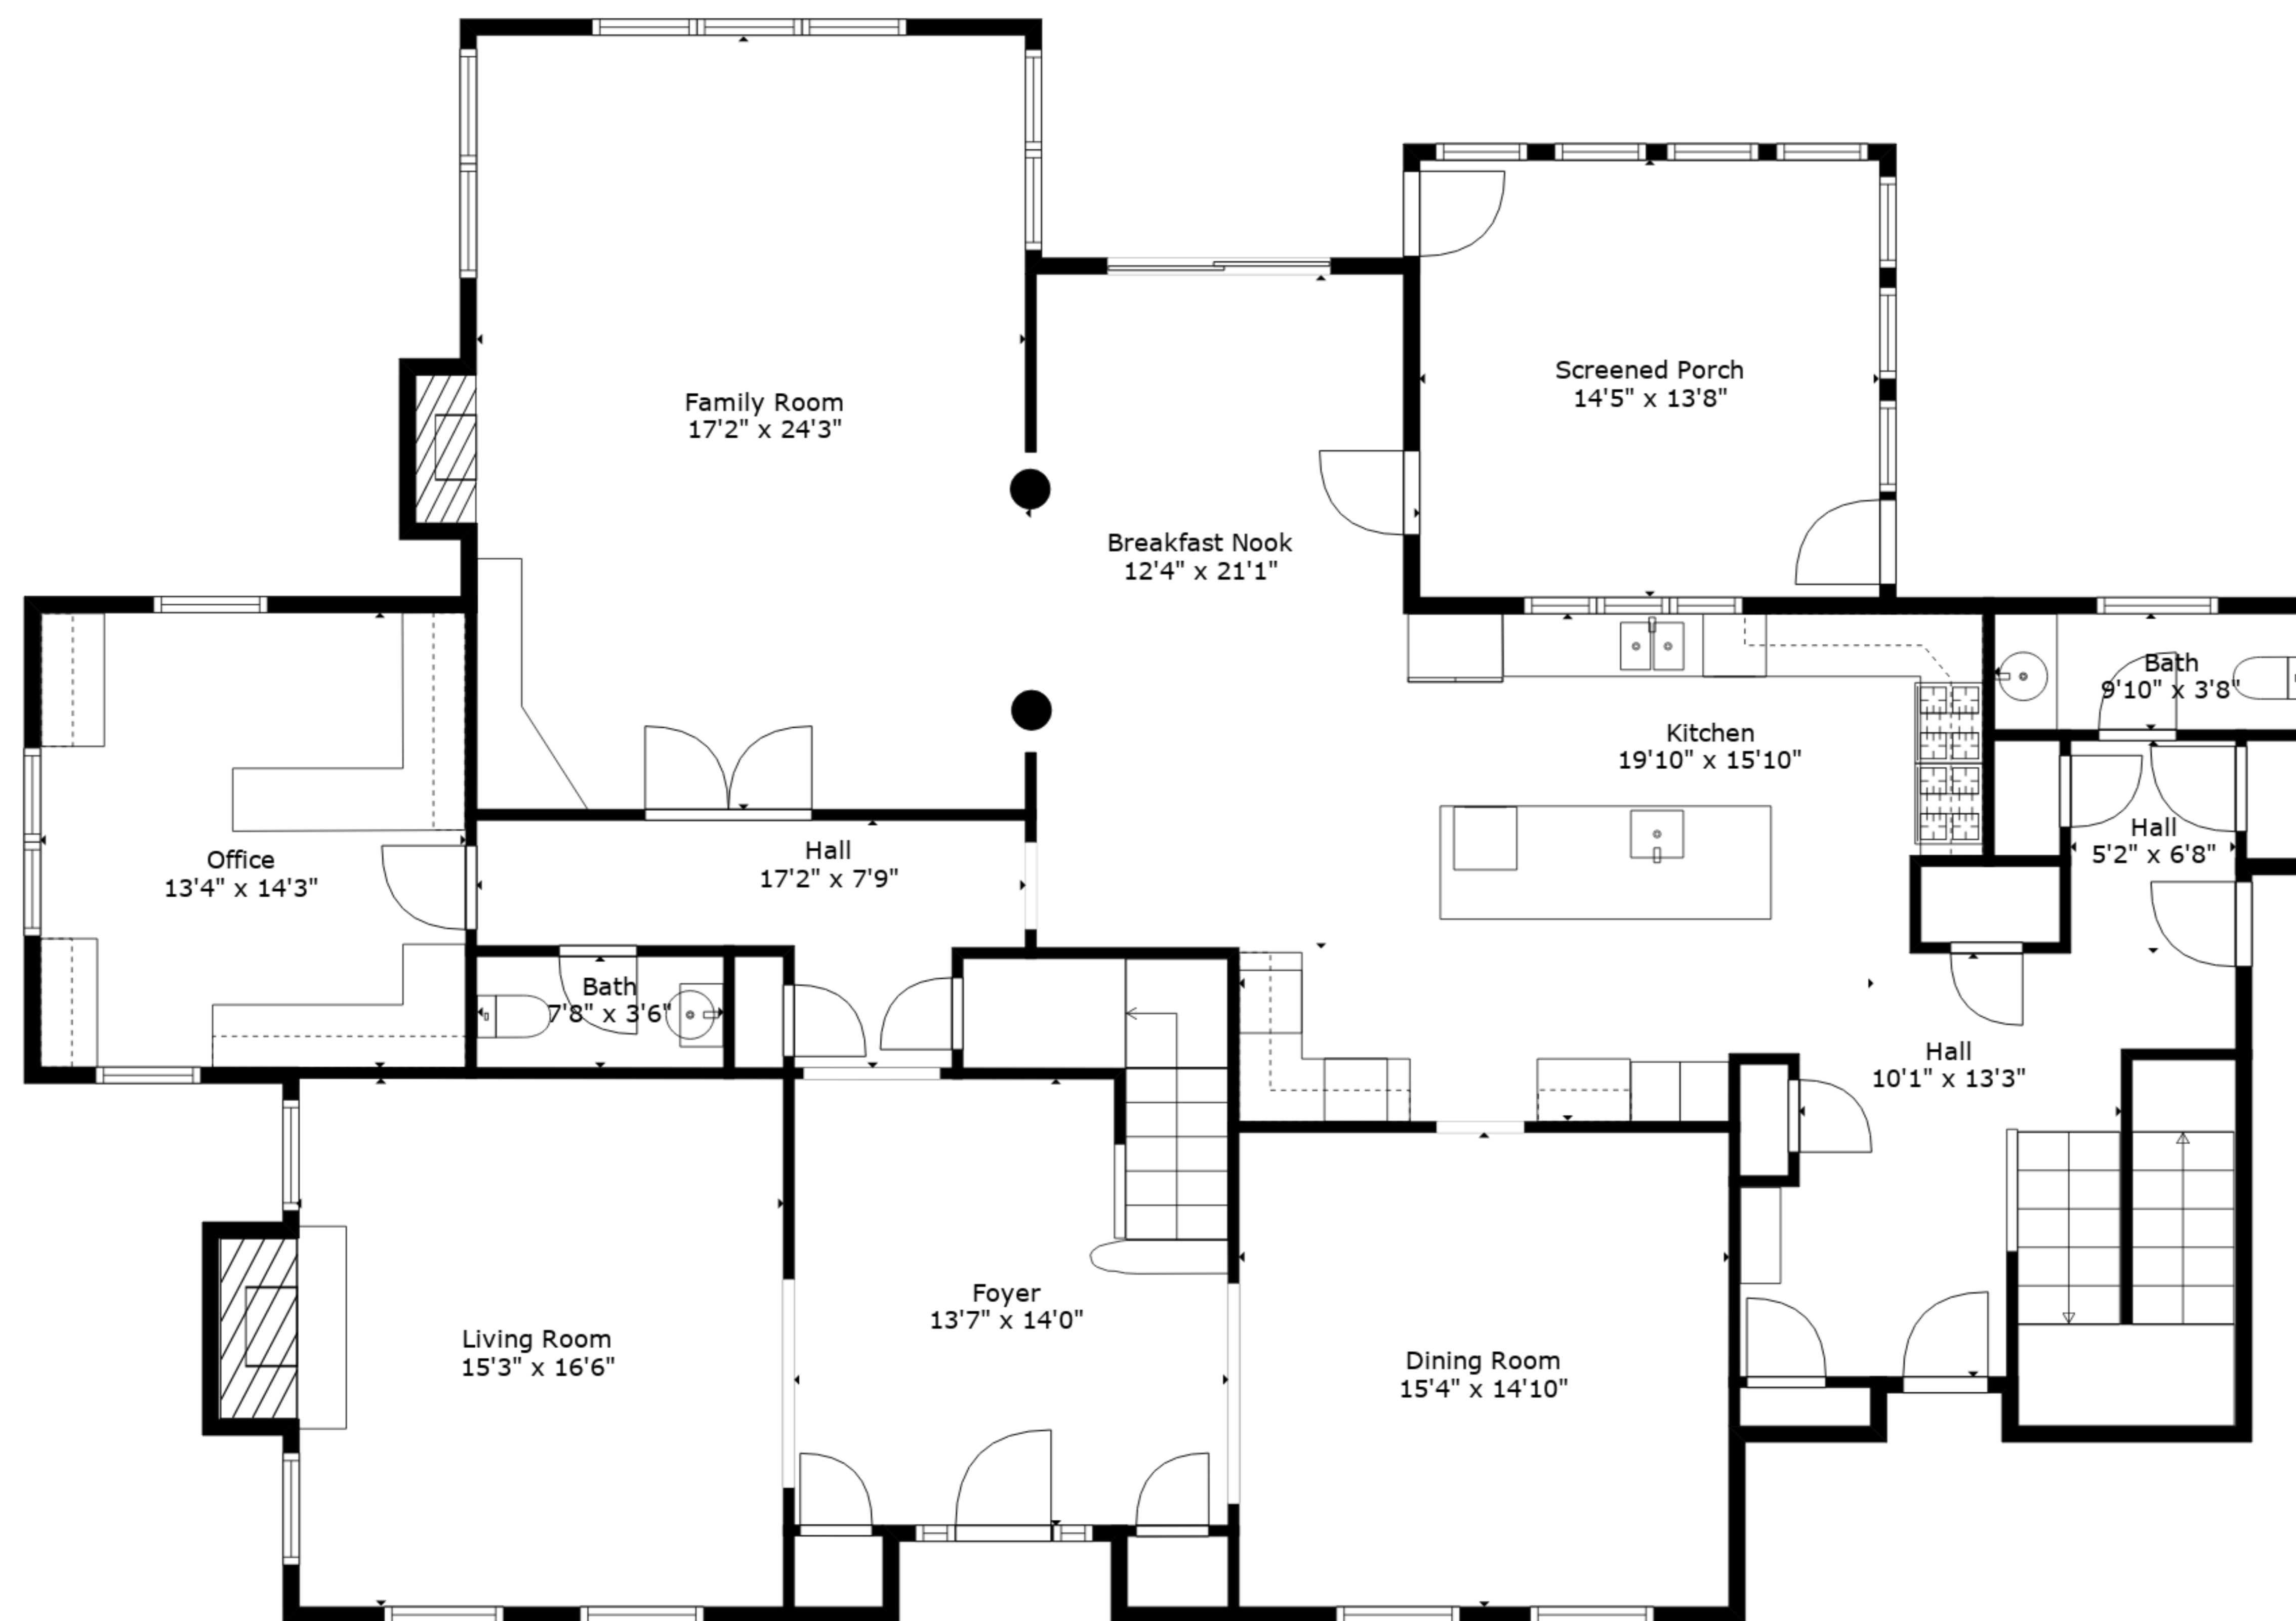 Family Room
17'2" x 24'3"
Screened Porch
14'5" x 13'8"
Breakfast Nook
12'4" x 21'1"
Bath
9'10" x 3'8"
Kitchen
19'10" x 15'10"
Hall
5'2" x 6'8"
Office
13'4" x 14'3"
Hall
17'2" x 7'9"
Bath
7'8" x 3'6"
Hall
10'1" x 13'3"
Foyer
13'7" x 14'0"
Living Room
15'3" x 16'6"
Dining Room
15'4" x 14'10"